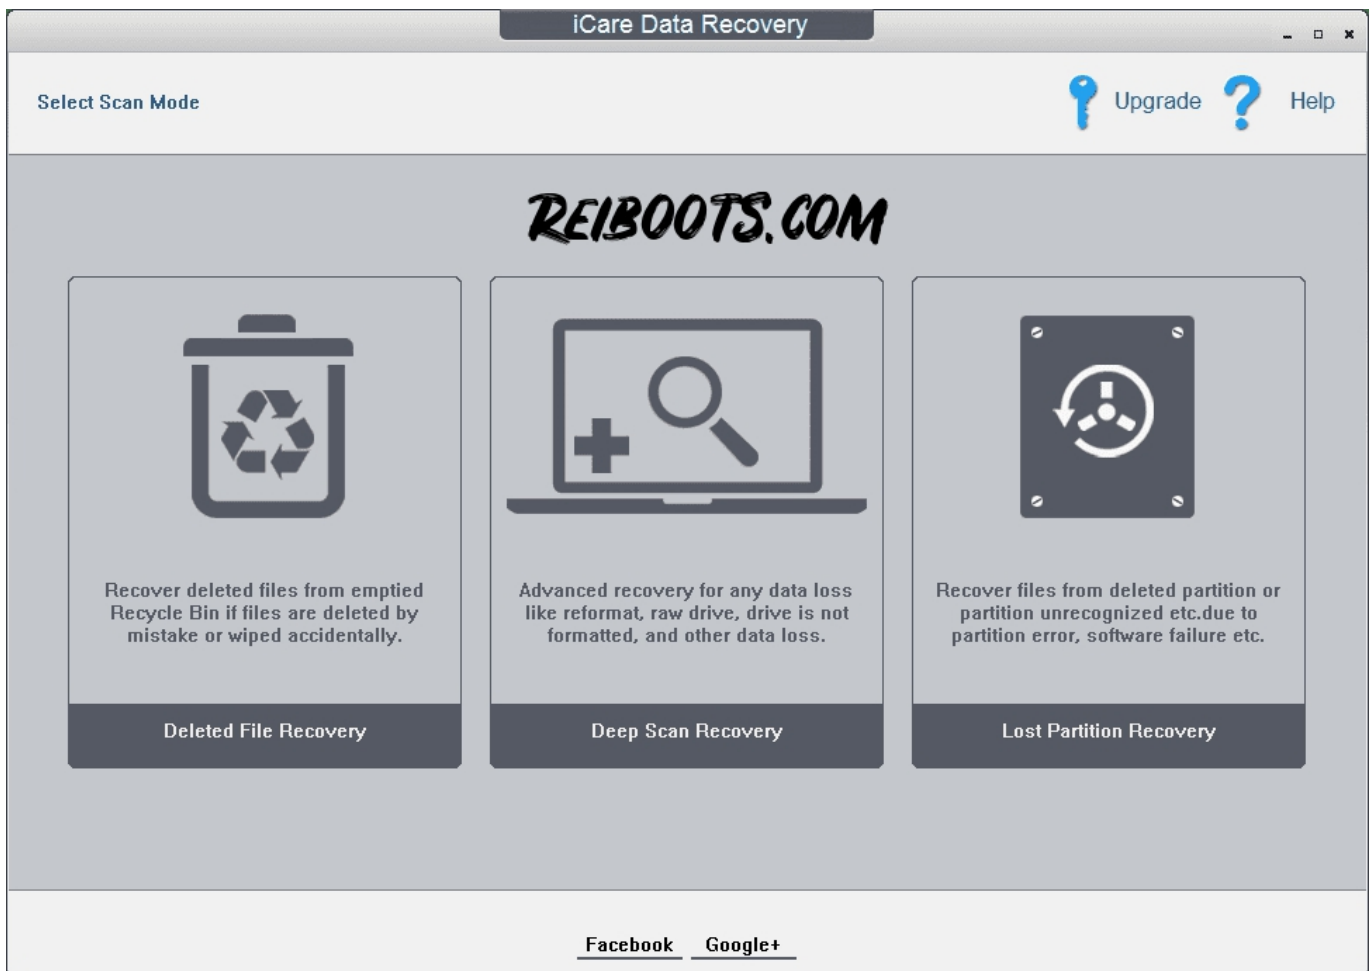 iCare Data Recovery
Select Scan Mode
Upgrade
Help
REIBOOTS.COM
Recover deleted files from emptied
Recycle Bin if files are deleted by
mistake or wiped accidentally.
Deleted File Recovery
Advanced recovery for any data loss
like reformat, raw drive, drive is not
formatted, and other data loss.
Deep Scan Recovery
Recover files from deleted partition or
partition unrecognized etc.due to
partition error, software failure etc.
Lost Partition Recovery
Facebook
Google+